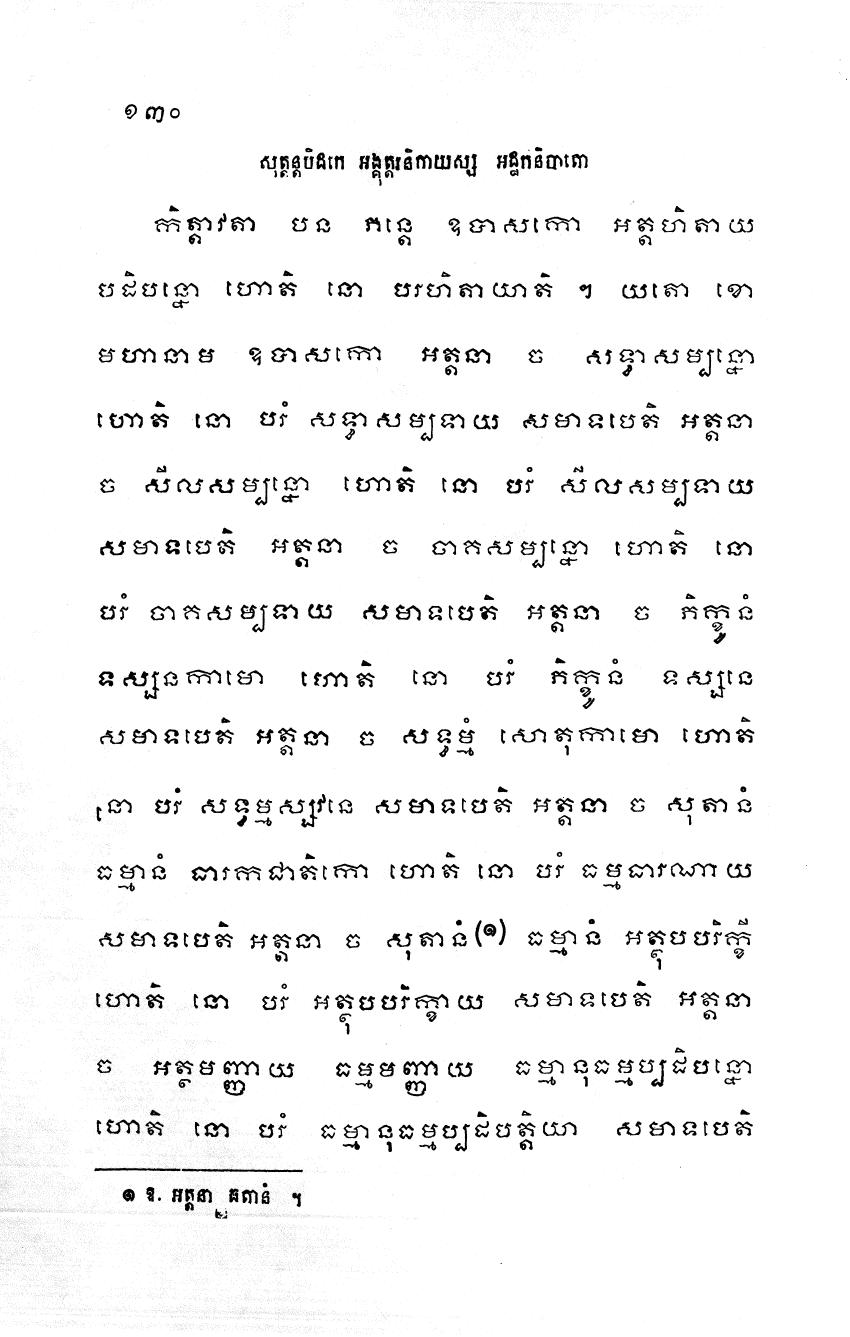 ១៣០
សុត្តន្តបិដកេ អង្គុត្តរនិកាយស្ស អដ្ឋកនិបាតោ
កិត្តាវតា បន ភន្តេ ឧបាសកោ អត្តហិតាយ
បដិបន្នោ ហោតិ នោ បរហិតាយាតិ ។ យតោ ខោ
មហានាម ឧបាសកោ អត្តនា ច សទ្ធាសម្បន្នោ
ហោតិ នោ បរំ សទ្ធាសម្បទាយ សមាទបេតិ អត្តនា
ច សីលសម្បន្នោ ហោតិ នោ បរំ សីលសម្បទាយ
សមាទបេតិ អត្តនា ច ចាគសម្បន្នោ ហោតិ នោ
បរំ ចាគសម្បទាយ សមាទបេតិ អត្តនា ច ភិក្ខូនំ
ទស្សនកាមោ ហោតិ នោ បរំ ភិក្ខូនំ ទស្សនេ
សមាទបេតិ អត្តនា ច សទ្ធម្មំ សោតុកាមោ ហោតិ
នោ បរំ សទ្ធម្មស្សវនេ សមាទបេតិ អត្តនា ច សុតានំ
ធម្មានំ ធារកជាតិកោ ហោតិ នោ បរំ ធម្មធារណាយ
សមាទបេតិ អត្តនា ច សុតានំ(១) ធម្មានំ អត្ថុបបរិក្ខី
ហោតិ នោ បរំ អត្ថុបបរិក្ខាយ សមាទបេតិ អត្តនា
ច អត្ថមញ្ញាយ ធម្មមញ្ញាយ ធម្មានុធម្មប្បដិបន្នោ
ហោតិ នោ បរំ ធម្មានុធម្មប្បដិបត្តិយា សមាទបេតិ
១ ឱ. អត្តនា ធតានំ ។